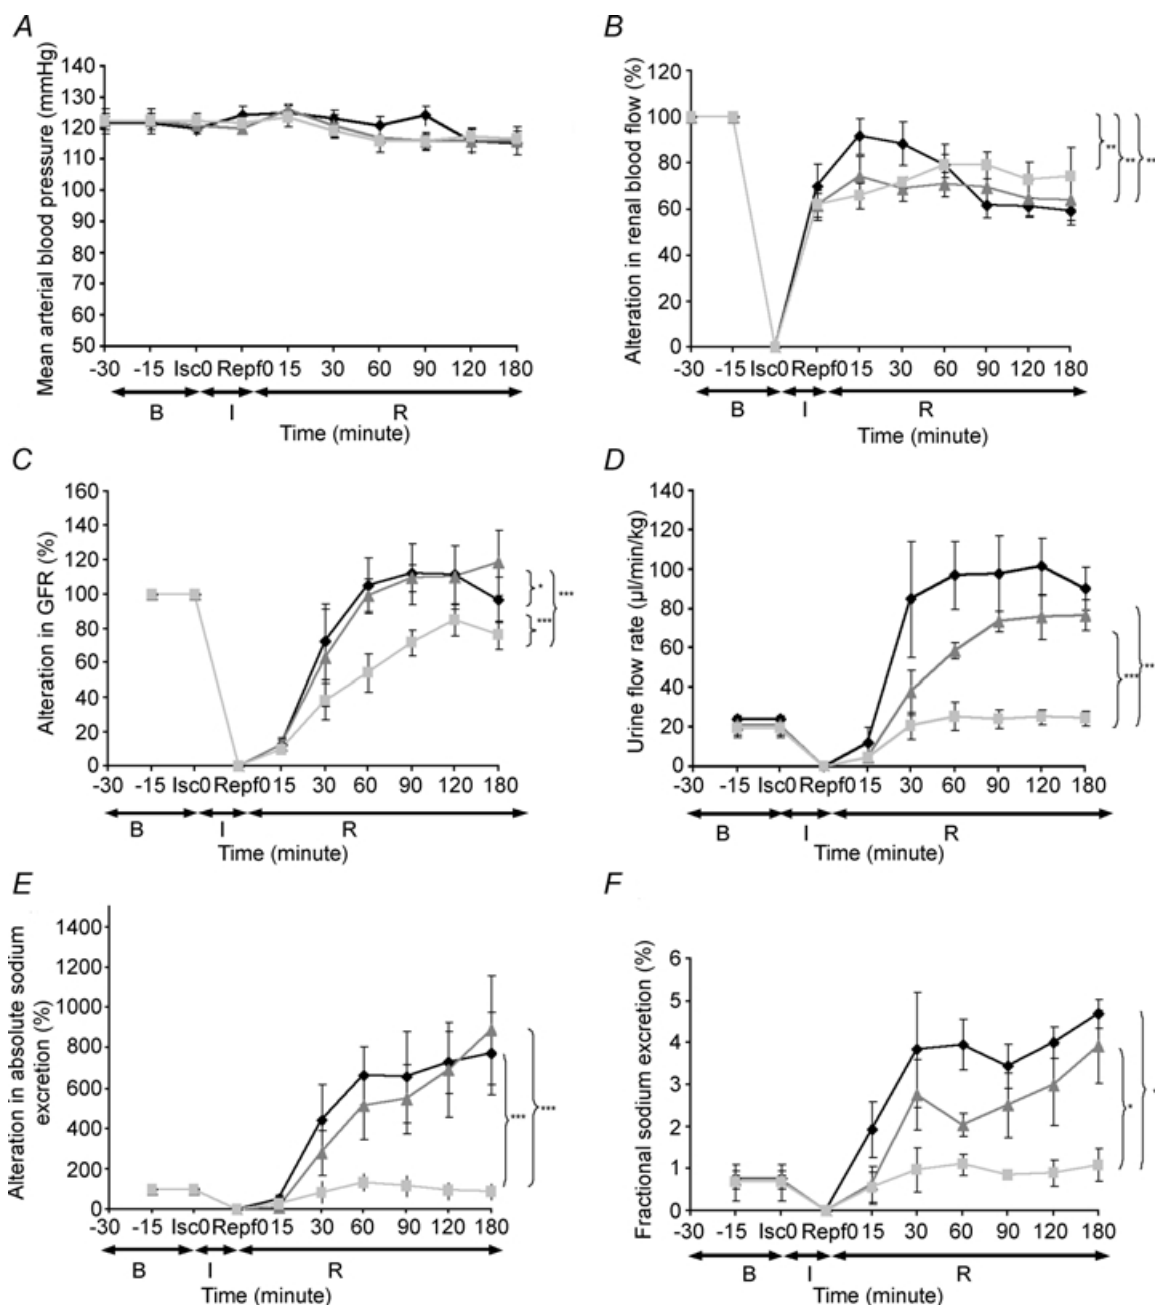 A
Mean arterial blood pressure (mmHg)
140
130
120
110
100
90
80
70
60
50
-30 -15 Isc0 Repf0 15 30 60 90 120 180
B I R
Time (minute)
B
Alteration in renal blood flow (%)
120
100
80
60
40
20
0
** ** **
-30 -15 Isc0 Repf0 15 30 60 90 120 180
B I R
Time (minute)
C
Alteration in GFR (%)
160
140
120
100
80
60
40
20
0
* ***
***
-30 -15 Isc0 Repf0 15 30 60 90 120 180
B I R
Time (minute)
D
Urine flow rate (µl/min/kg)
140
120
100
80
60
40
20
0
*** **
-30 -15 Isc0 Repf0 15 30 60 90 120 180
B I R
Time (minute)
E
Alteration in absolute sodium
excretion (%)
1400
1200
1000
800
600
400
200
0
*** ***
-30 -15 Isc0 Repf0 15 30 60 90 120 180
B I R
Time (minute)
F
Fractional sodium excretion (%)
6
5
4
3
2
1
0
*
-30 -15 Isc0 Repf0 15 30 60 90 120 180
B I R
Time (minute)